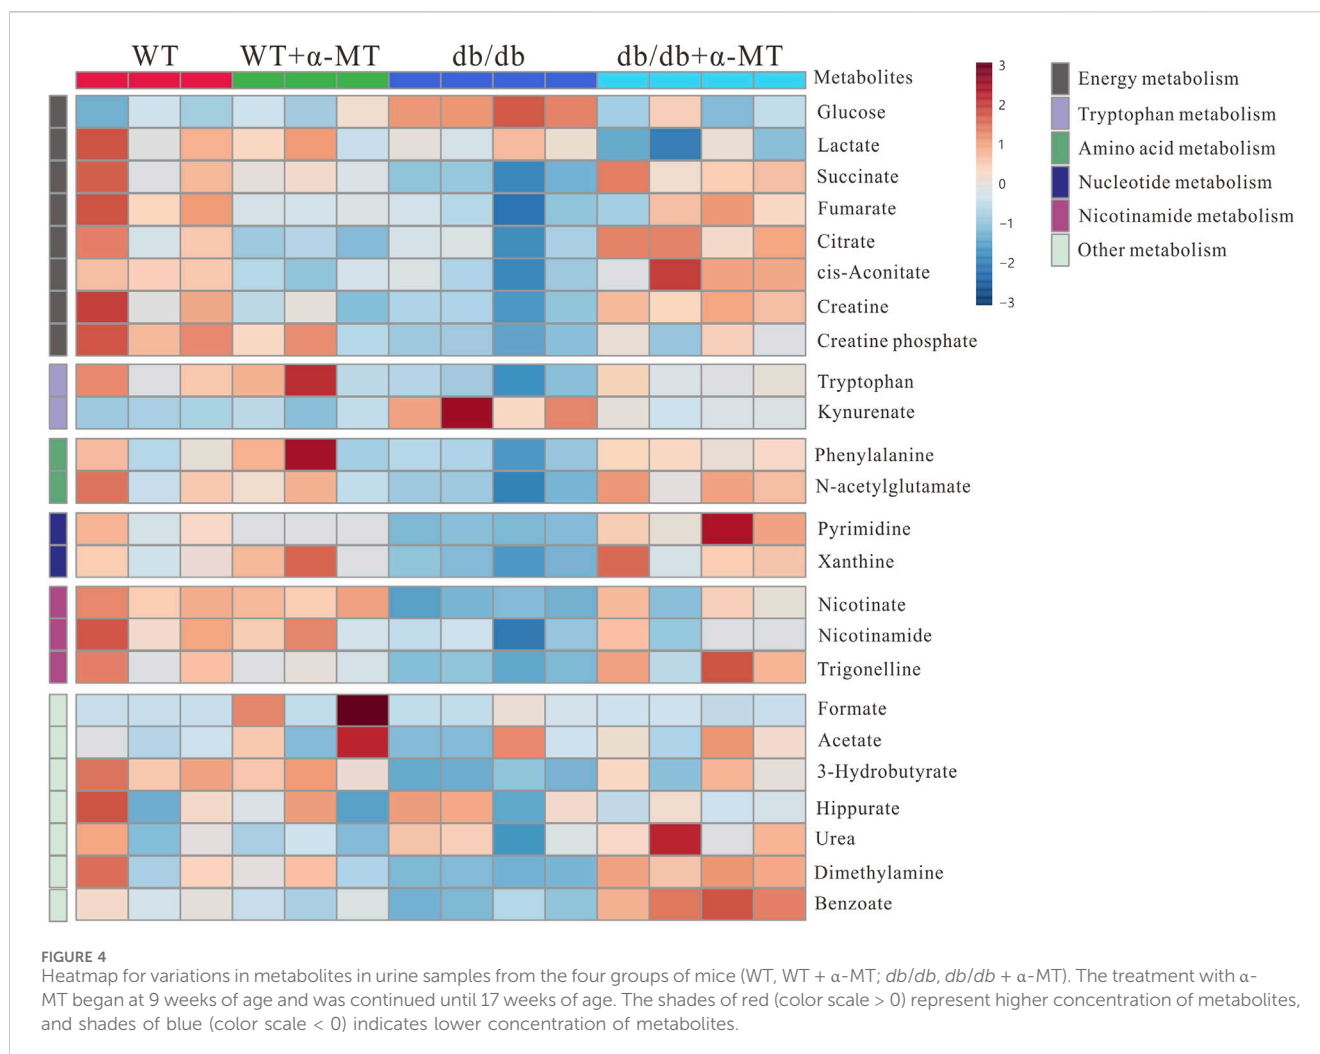 WT WT+α-MT db/db db/db+α-MT
Metabolites
Glucose
Lactate
Succinate
Fumarate
Citrate
cis-Aconitate
Creatine
Creatine phosphate
Tryptophan
Kynurenate
Phenylalanine
N-acetylglutamate
Pyrimidine
Xanthine
Nicotinate
Nicotinamide
Trigonelline
Formate
Acetate
3-Hydrobutyrate
Hippurate
Urea
Dimethylamine
Benzoate
3
2
1
0
−1
−2
−3
Energy metabolism
Tryptophan metabolism
Amino acid metabolism
Nucleotide metabolism
Nicotinamide metabolism
Other metabolism
FIGURE 4
Heatmap for variations in metabolites in urine samples from the four groups of mice (WT, WT + α-MT; db/db, db/db + α-MT). The treatment with α-
MT began at 9 weeks of age and was continued until 17 weeks of age. The shades of red (color scale > 0) represent higher concentration of metabolites,
and shades of blue (color scale < 0) indicates lower concentration of metabolites.